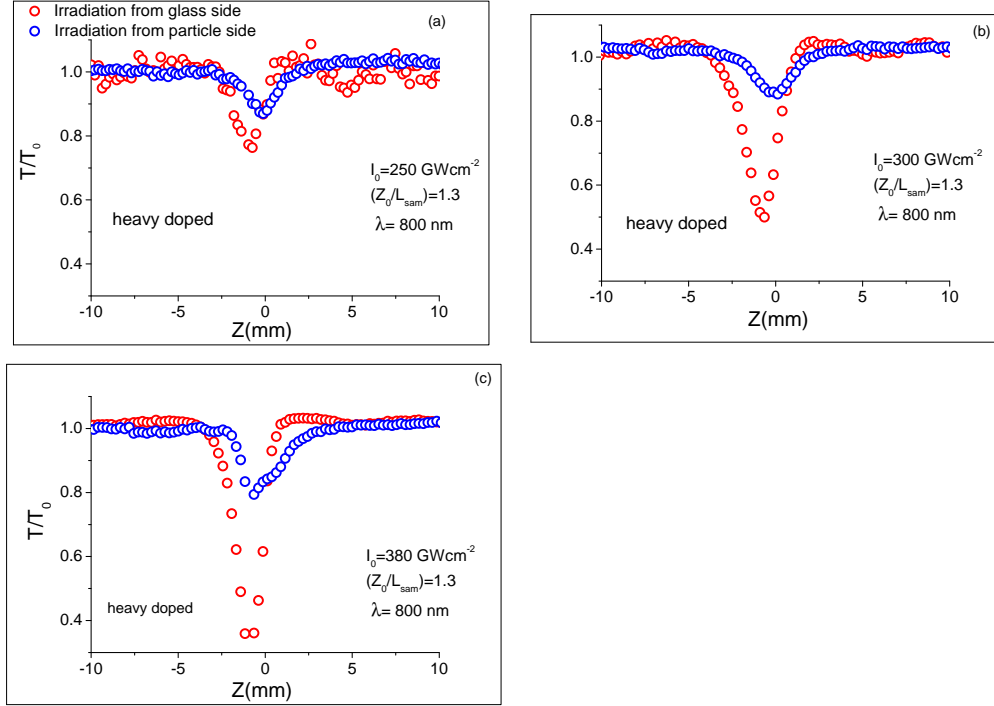 Irradiation from glass side
Irradiation from particle side
(a)
T/T₀
1.0
0.8
0.6
0.4
I₀=250 GWcm⁻²
(Z₀/Lₛₐₘ)=1.3
λ= 800 nm
heavy doped
-10 -5 0 5 10
Z(mm)
(b)
1.0
0.8
0.6
0.4
I₀=300 GWcm⁻²
(Z₀/Lₛₐₘ)=1.3
λ= 800 nm
heavy doped
-10 -5 0 5 10
Z(mm)
(c)
T/T₀
1.0
0.8
0.6
0.4
I₀=380 GWcm⁻²
(Z₀/Lₛₐₘ)=1.3
λ= 800 nm
heavy doped
-10 -5 0 5 10
Z(mm)